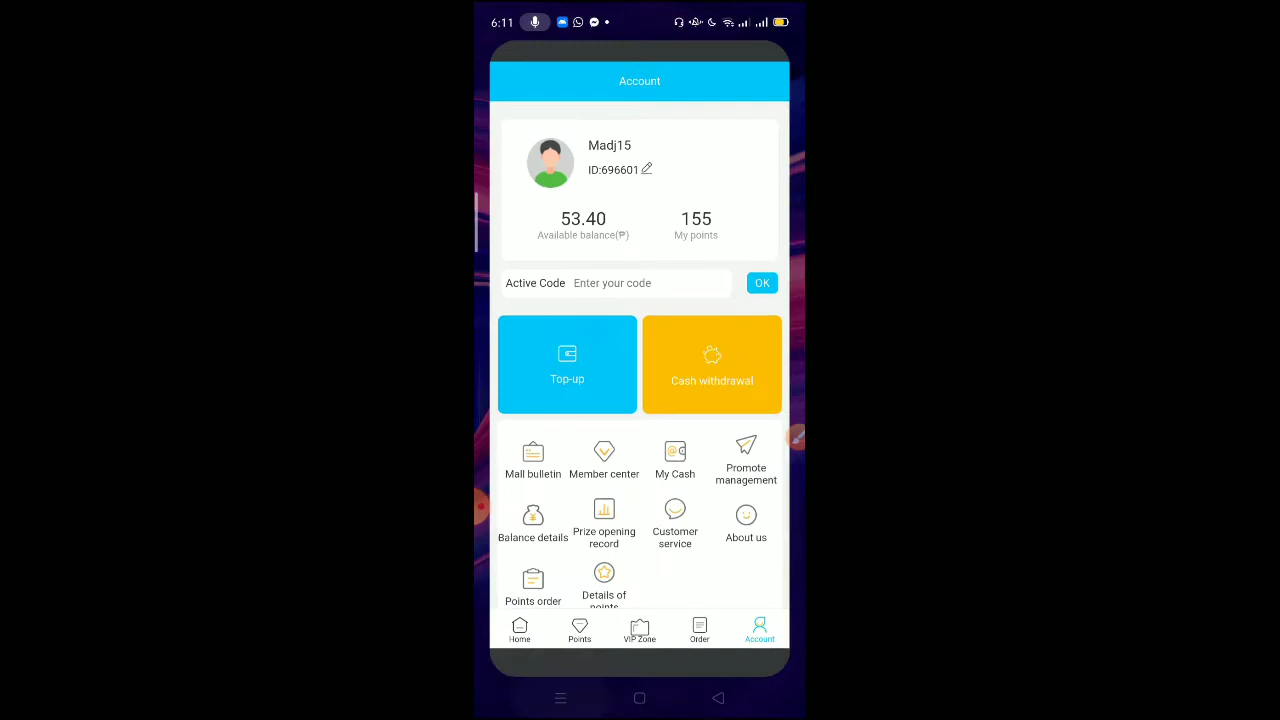 6:11
Account
Madj15
ID:696601
53.40
155
Available balance(₱)
My points
Active Code
Enter your code
OK
Top-up
Cash withdrawal
Mall bulletin
Member center
My Cash
Promote
management
Balance details
Prize opening
record
Customer
service
About us
Points order
Details of
points
Home
Points
VIP Zone
Order
Account